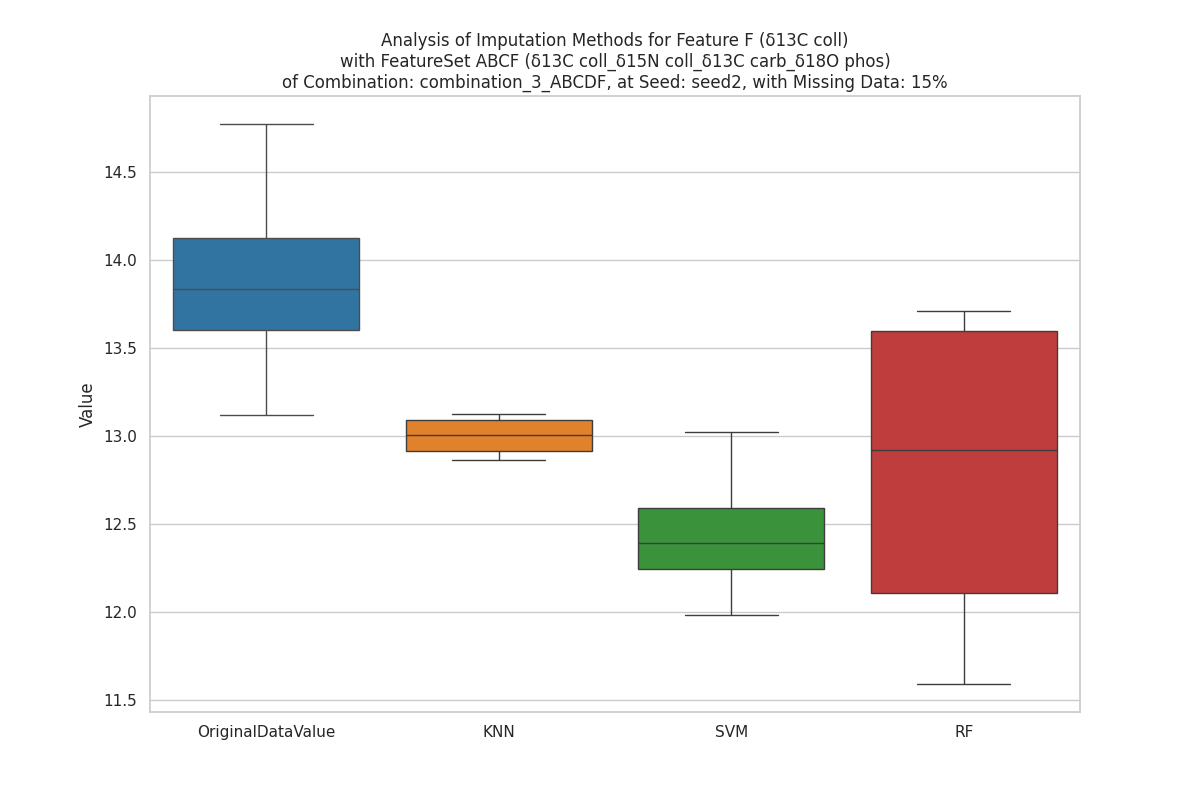 Analysis of Imputation Methods for Feature F (δ13C coll)
with FeatureSet ABCF (δ13C coll_δ15N coll_δ13C carb_δ18O phos)
of Combination: combination_3_ABCDF, at Seed: seed2, with Missing Data: 15%
14.5
14.0
13.5
13.0
12.5
12.0
11.5
Value
OriginalDataValue
KNN
SVM
RF